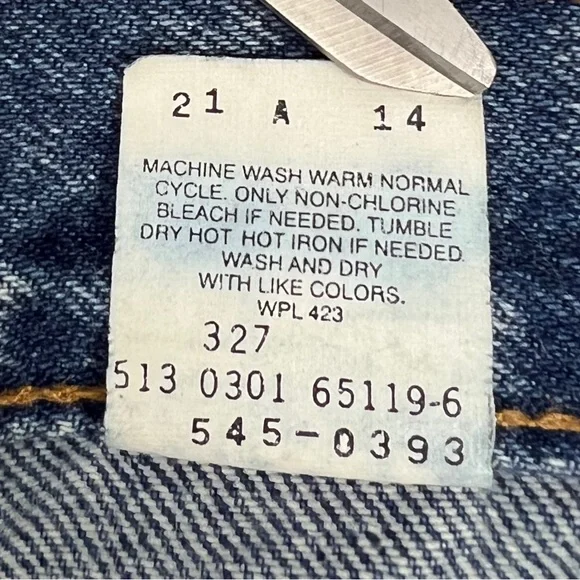 21 A 14
MACHINE WASH WARM NORMAL
CYCLE. ONLY NON-CHLORINE
BLEACH IF NEEDED. TUMBLE
DRY HOT HOT IRON IF NEEDED.
WASH AND DRY
WITH LIKE COLORS.
WPL 423
327
513 0301 65119-6
545-0393